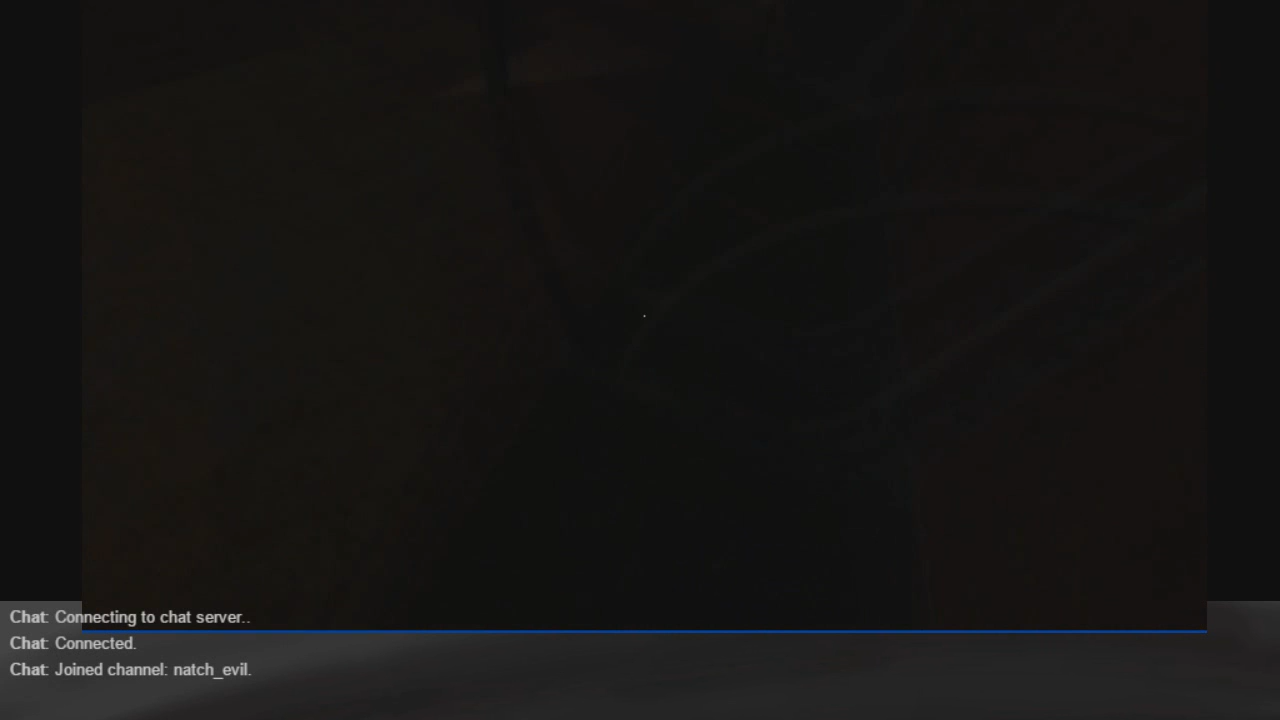 Chat: Connecting to chat server..
Chat: Connected.
Chat: Joined channel: natch_evil.